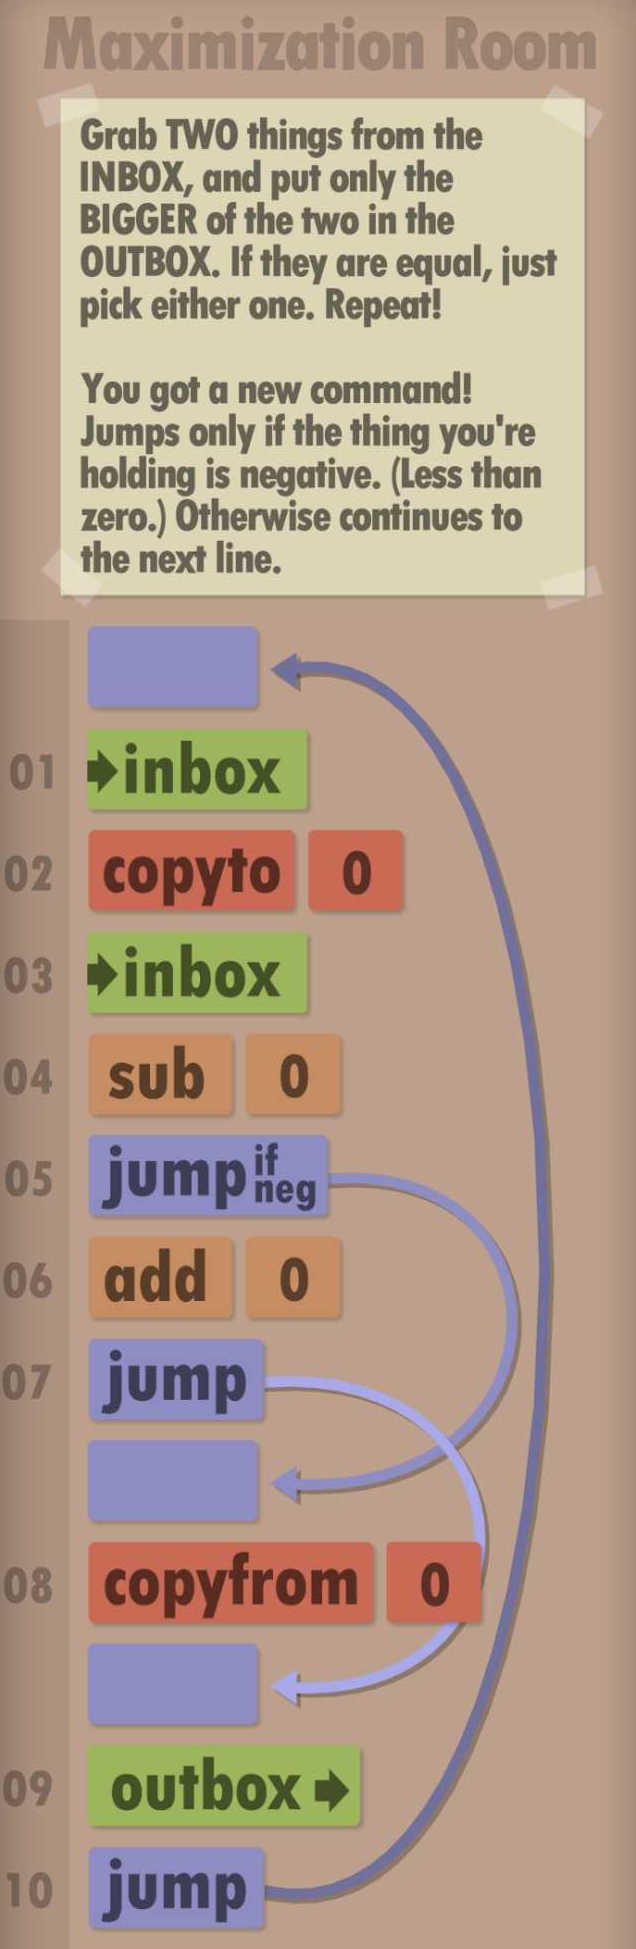 Maximization Room
Grab TWO things from the
INBOX, and put only the
BIGGER of the two in the
OUTBOX. If they are equal, just
pick either one. Repeat!
You got a new command!
Jumps only if the thing you're
holding is negative. (Less than
zero.) Otherwise continues to
the next line.
01 inbox
02 copyto 0
03 inbox
04 sub 0
05 jump if neg
06 add 0
07 jump
08 copyfrom 0
09 outbox
10 jump